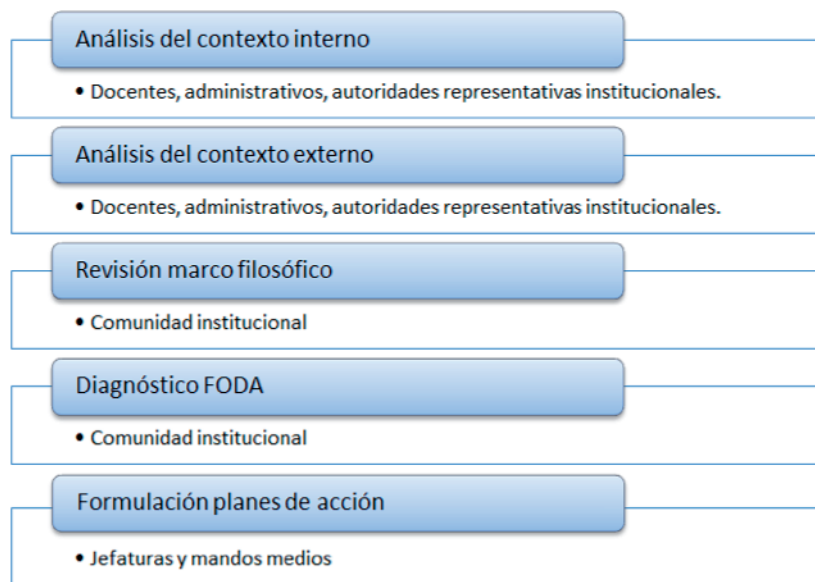 Análisis del contexto interno
• Docentes, administrativos, autoridades representativas institucionales.
Análisis del contexto externo
• Docentes, administrativos, autoridades representativas institucionales.
Revisión marco filosófico
• Comunidad institucional
Diagnóstico FODA
• Comunidad institucional
Formulación planes de acción
• Jefaturas y mandos medios